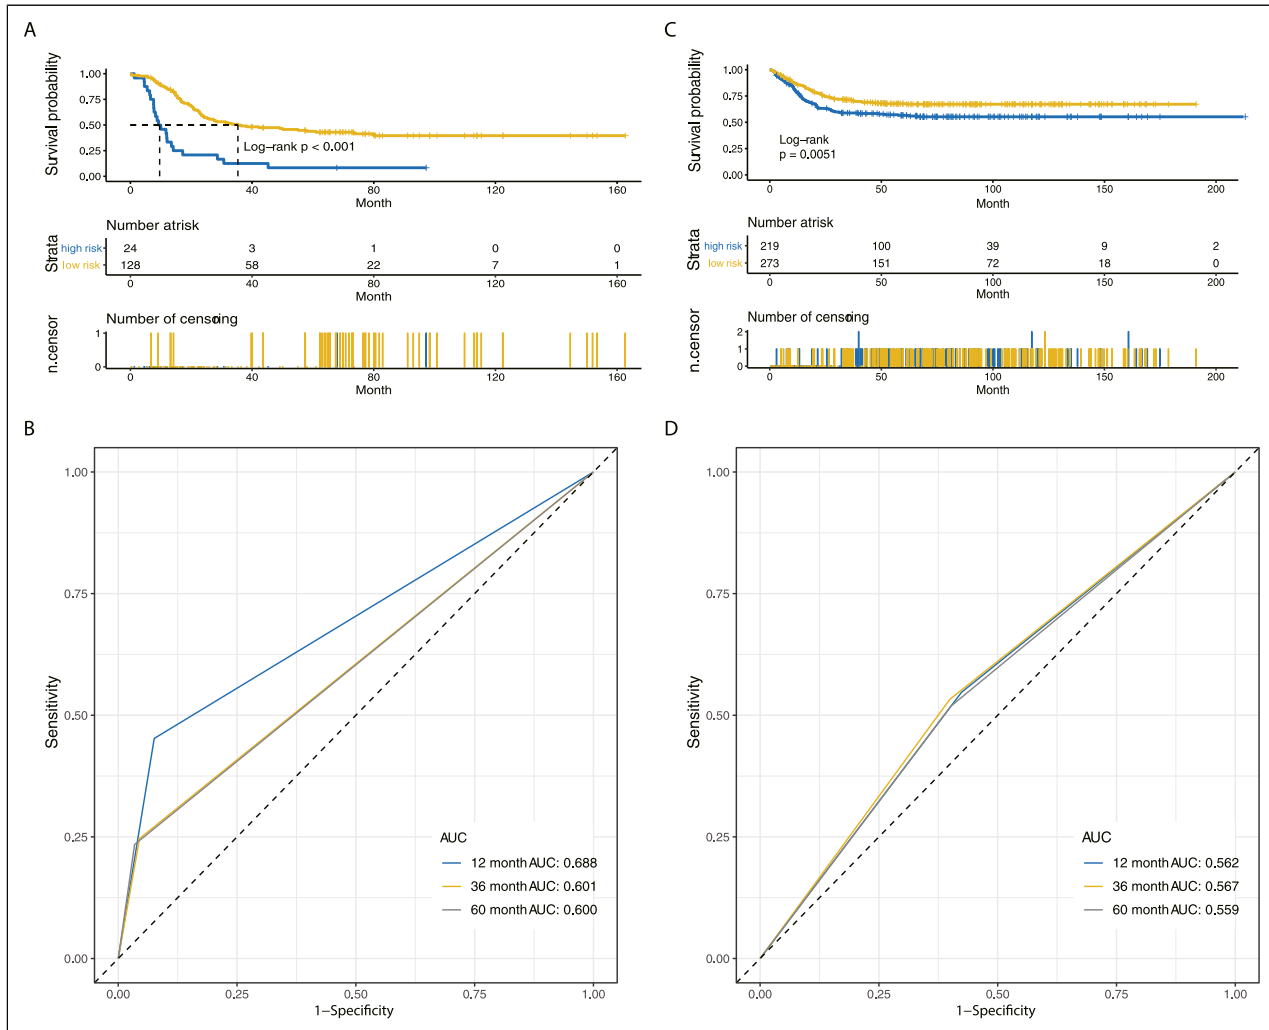 A
Survival probability
1.00
0.75
0.50
0.25
0.00
Log-rank p < 0.001
0 40 80 120 160
Month
Number atrisk
Strata
high risk 24 3 1 0 0
low risk 128 58 22 7 1
0 40 80 120 160
Month
Number of censoring
n.censor
1
0
0 40 80 120 160
Month
C
Survival probability
1.00
0.75
0.50
0.25
0.00
Log-rank
p = 0.0051
0 50 100 150 200
Month
Number at risk
Strata
high risk 219 100 39 9 2
low risk 273 151 72 18 0
0 50 100 150 200
Month
Number of censoring
n.censor
2
1
0
0 50 100 150 200
Month
B
Sensitivity
1.00
0.75
0.50
0.25
0.00
AUC
12 month AUC: 0.688
36 month AUC: 0.601
60 month AUC: 0.600
0.00 0.25 0.50 0.75 1.00
1-Specificity
D
Sensitivity
1.00
0.75
0.50
0.25
0.00
AUC
12 month AUC: 0.562
36 month AUC: 0.567
60 month AUC: 0.559
0.00 0.25 0.50 0.75 1.00
1-Specificity